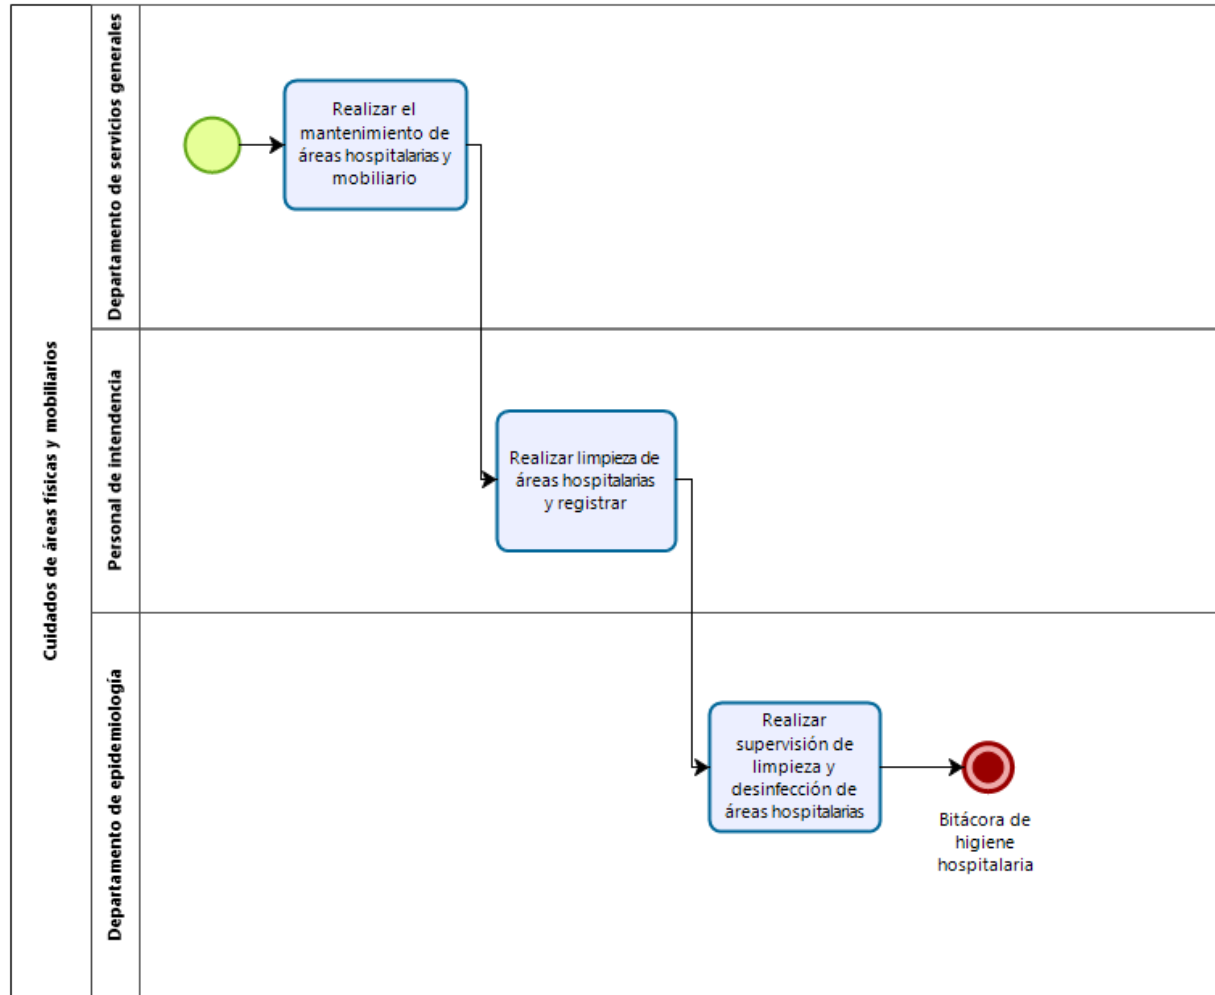 Cuidados de áreas físicas y mobiliarios
Departamento de servicios generales
Realizar el
mantenimiento de
áreas hospitalarias y
mobiliario
Personal de intendencia
Realizar limpieza de
áreas hospitalarias
y registrar
Departamento de epidemiología
Realizar
supervisión de
limpieza y
desinfección de
áreas hospitalarias
Bitácora de
higiene
hospitalaria